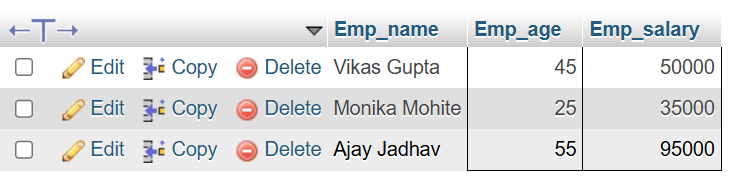 Emp_name Emp_age Emp_salary
Edit Copy Delete Vikas Gupta 45 50000
Edit Copy Delete Monika Mohite 25 35000
Edit Copy Delete Ajay Jadhav 55 95000